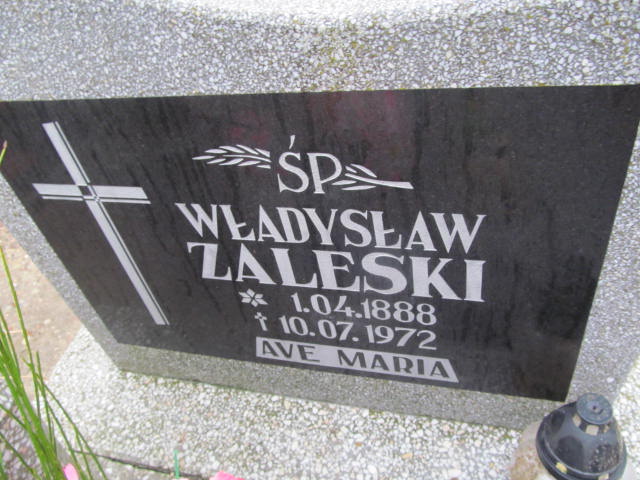 ŚP
WŁADYSŁAW
ZALESKI
* 1.04.1888
† 10.07.1972
AVE MARIA